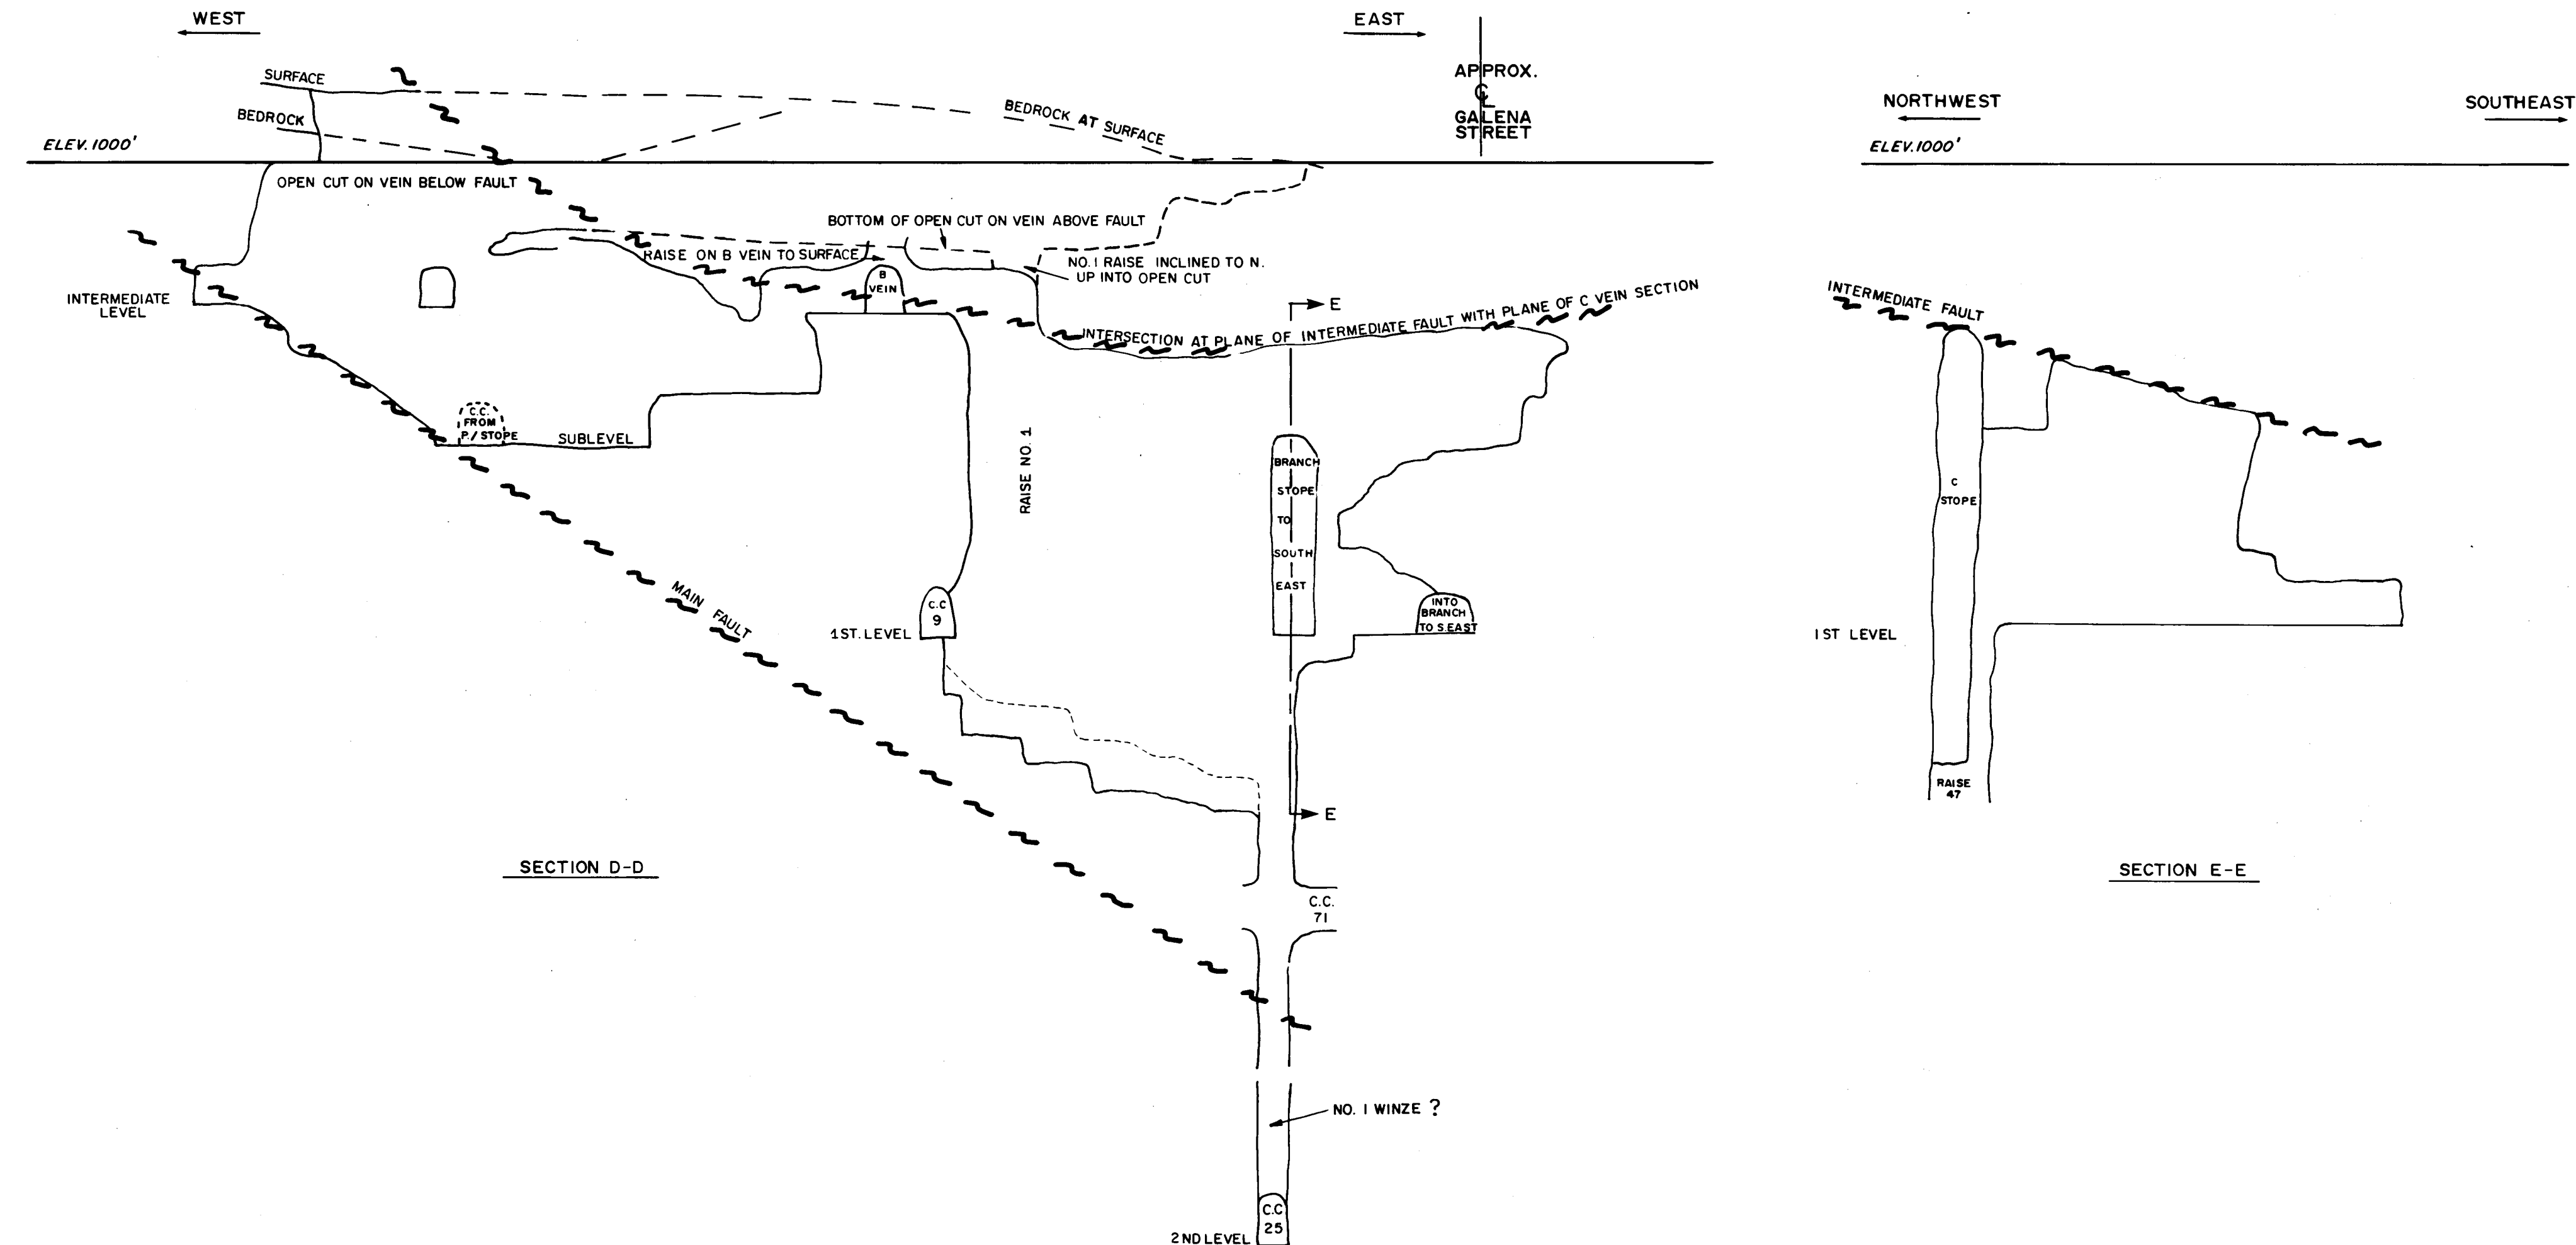 WEST
EAST
APPROX.
℄
GALENA
STREET
NORTHWEST
SOUTHEAST
SURFACE
BEDROCK
BEDROCK AT SURFACE
ELEV. 1000'
ELEV. 1000'
OPEN CUT ON VEIN BELOW FAULT
BOTTOM OF OPEN CUT ON VEIN ABOVE FAULT
RAISE ON B VEIN TO SURFACE
NO. 1 RAISE INCLINED TO N.
UP INTO OPEN CUT
B
VEIN
INTERMEDIATE
LEVEL
E
INTERSECTION AT PLANE OF INTERMEDIATE FAULT WITH PLANE OF C VEIN SECTION
INTERMEDIATE FAULT
C.C.
FROM
P./ STOPE
SUBLEVEL
RAISE NO. 1
BRANCH
STOPE
TO
SOUTH
EAST
C
STOPE
MAIN FAULT
C.C
9
1ST. LEVEL
INTO
BRANCH
TO S.EAST
1ST LEVEL
RAISE
47
E
SECTION D-D
SECTION E-E
C.C.
71
NO. 1 WINZE ?
C.C
25
2ND LEVEL